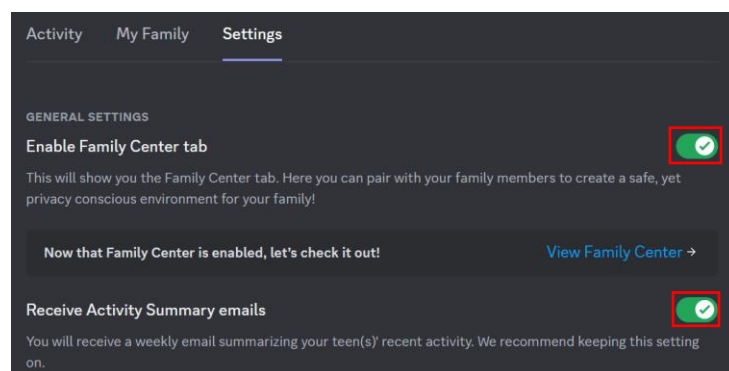 Activity My Family Settings
GENERAL SETTINGS
Enable Family Center tab
This will show you the Family Center tab. Here you can pair with your family members to create a safe, yet
privacy conscious environment for your family!
Now that Family Center is enabled, let's check it out! View Family Center →
Receive Activity Summary emails
You will receive a weekly email summarizing your teen(s)' recent activity. We recommend keeping this setting
on.